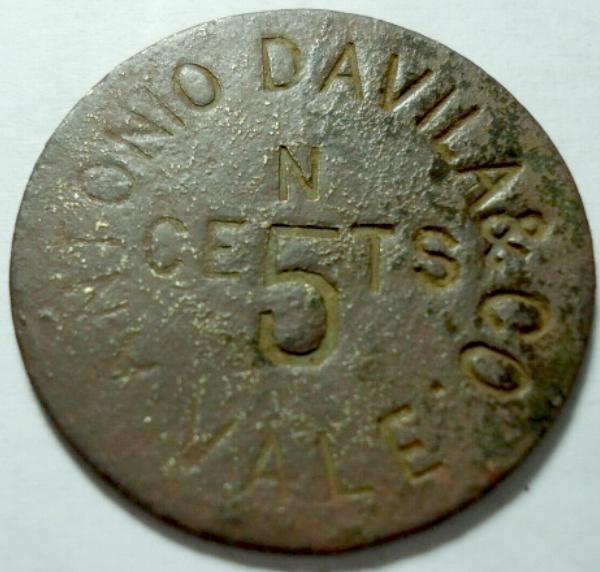 ANTONIO DAVILA & CO.
N
CE TS
5
VALE